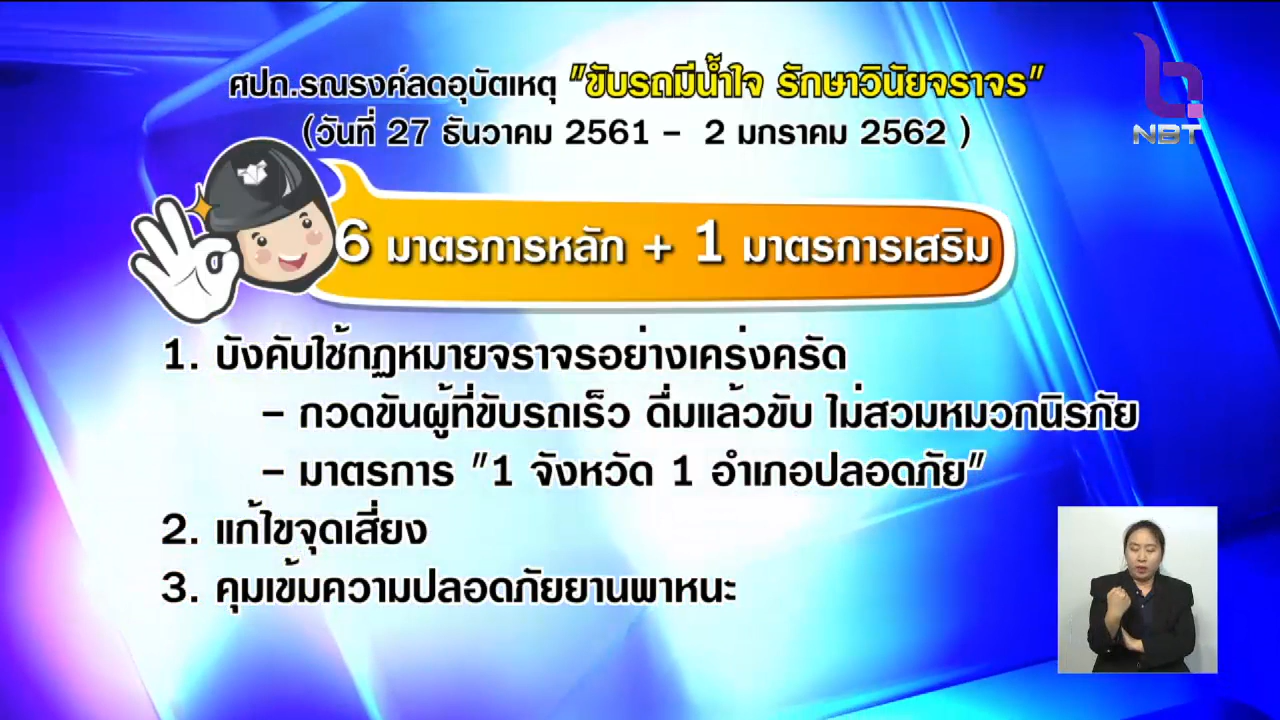 ศปถ.รณรงค์ลดอุบัตเหตุ "ขับรถมีน้ำใจ รักษาวินัยจราจร"
(วันที่ 27 ธันวาคม 2561 - 2 มกราคม 2562 )
NBT
6 มาตรการหลัก + 1 มาตรการเสริม
1. บังคับใช้กฎหมายจราจรอย่างเคร่งครัด
- กวดขันผู้ที่ขับรถเร็ว ดื่มแล้วขับ ไม่สวมหมวกนิรภัย
- มาตรการ "1 จังหวัด 1 อำเภอปลอดภัย"
2. แก้ไขจุดเสี่ยง
3. คุมเข้มความปลอดภัยยานพาหนะ